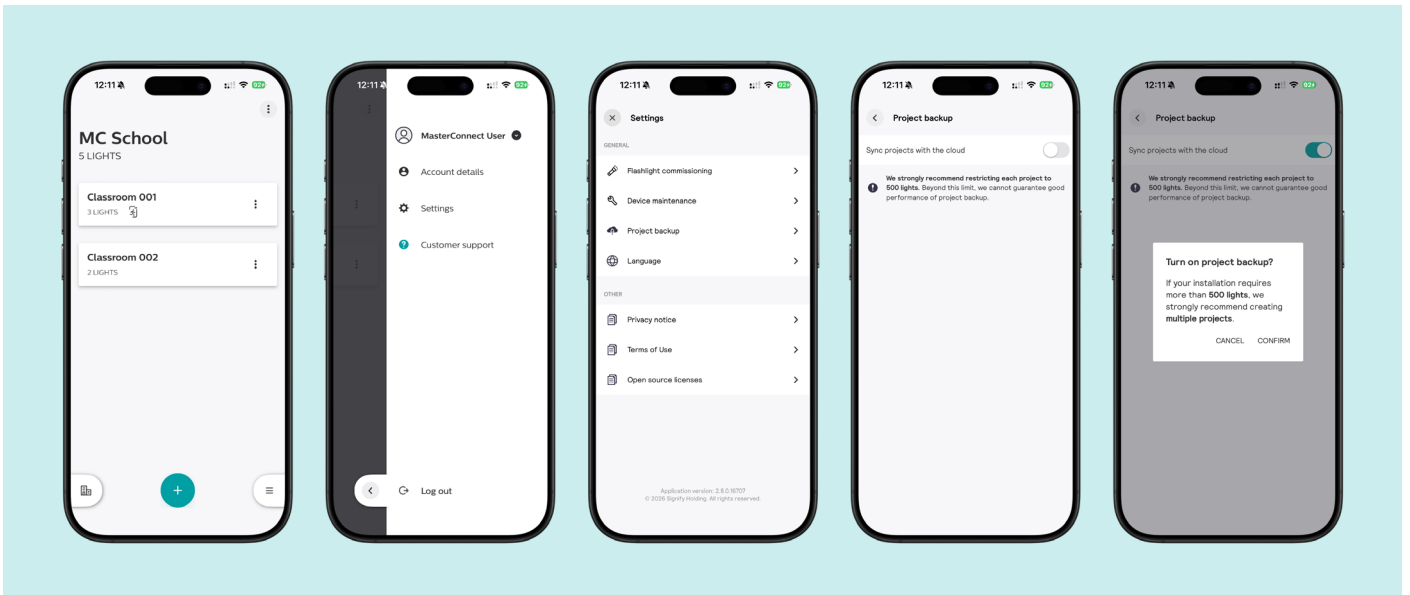 12:11
92
MC School
5 LIGHTS
Classroom 001
3 LIGHTS
Classroom 002
2 LIGHTS
12:11
92
MasterConnect User
Account details
Settings
Customer support
Log out
12:11
92
Settings
GENERAL
Flashlight commissioning
Device maintenance
Project backup
Language
OTHER
Privacy notice
Terms of Use
Open source licenses
Application version: 2.8.0.16707
© 2026 Signify Holding. All rights reserved.
12:11
92
Project backup
Sync projects with the cloud
We strongly recommend restricting each project to
500 lights. Beyond this limit, we cannot guarantee good
performance of project backup.
12:11
92
Project backup
Sync projects with the cloud
We strongly recommend restricting each project to
500 lights. Beyond this limit, we cannot guarantee good
performance of project backup.
Turn on project backup?
If your installation requires
more than 500 lights, we
strongly recommend creating
multiple projects.
CANCEL CONFIRM